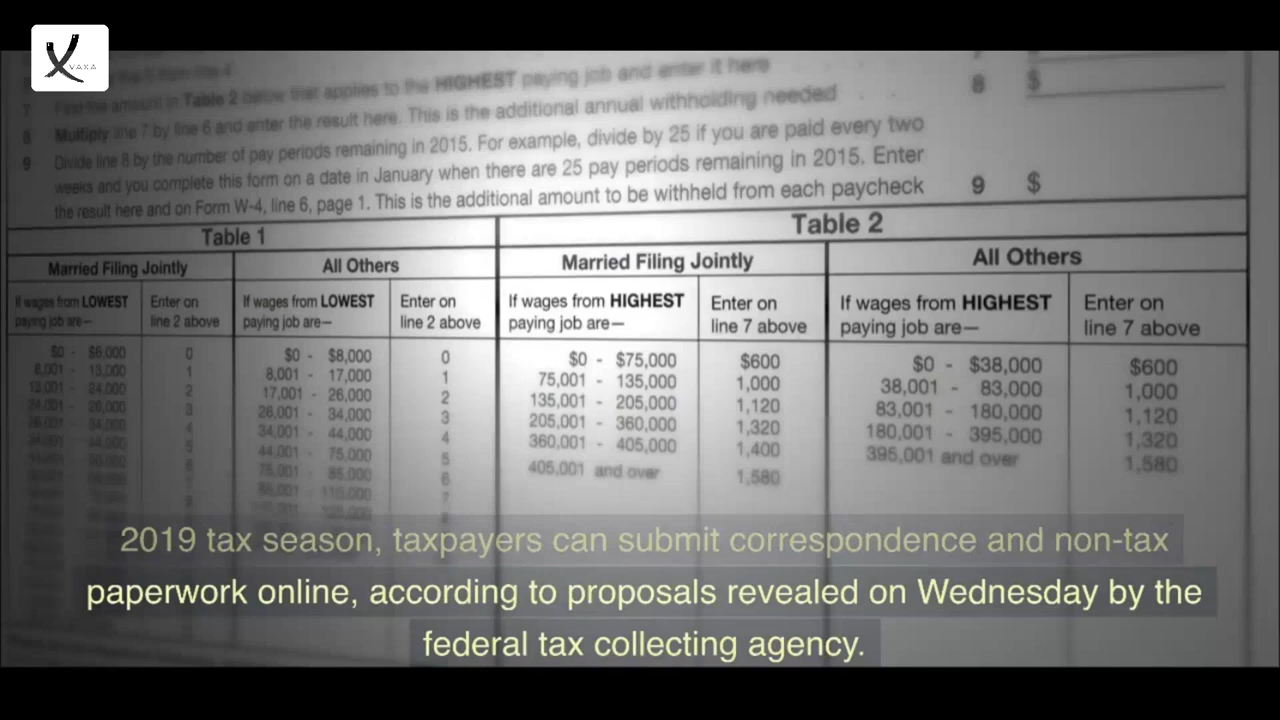 VAXA
HIGHEST paying job and enter it here
8 $
8 Multiply line 7 by line 6 and enter the result here. This is the additional annual withholding needed
9 Divide line 8 by the number of pay periods remaining in 2015. For example, divide by 25 if you are paid every two
weeks and you complete this form on a date in January when there are 25 pay periods remaining in 2015. Enter
the result here and on Form W-4, line 6, page 1. This is the additional amount to be withheld from each paycheck 9 $
Table 1 Table 2
Married Filing Jointly All Others Married Filing Jointly All Others
If wages from LOWEST Enter on If wages from LOWEST Enter on If wages from HIGHEST Enter on If wages from HIGHEST Enter on
paying job are— line 2 above paying job are— line 2 above paying job are— line 7 above paying job are— line 7 above
$0 - $6,000 0 $0 - $8,000 0 $0 - $75,000 $600 $0 - $38,000 $600
8,001 - 17,000 1 75,001 - 135,000 1,000 38,001 - 83,000 1,000
17,001 - 26,000 2 135,001 - 205,000 1,120 83,001 - 180,000 1,120
26,001 - 34,000 3 205,001 - 360,000 1,320 180,001 - 395,000 1,320
34,001 - 44,000 4 360,001 - 405,000 1,400 395,001 and over 1,580
44,001 - 75,000 5 405,001 and over 1,580
75,001 - 85,000 6
2019 tax season, taxpayers can submit correspondence and non-tax
paperwork online, according to proposals revealed on Wednesday by the
federal tax collecting agency.